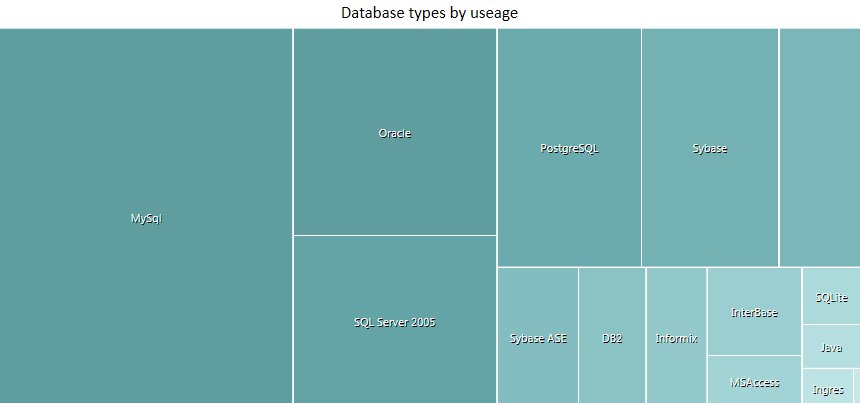 Database types by useage
MySql
Oracle
SQL Server 2005
PostgreSQL
Sybase
Sybase ASE
DB2
Informix
InterBase
MSAccess
SQLite
Java
Ingres